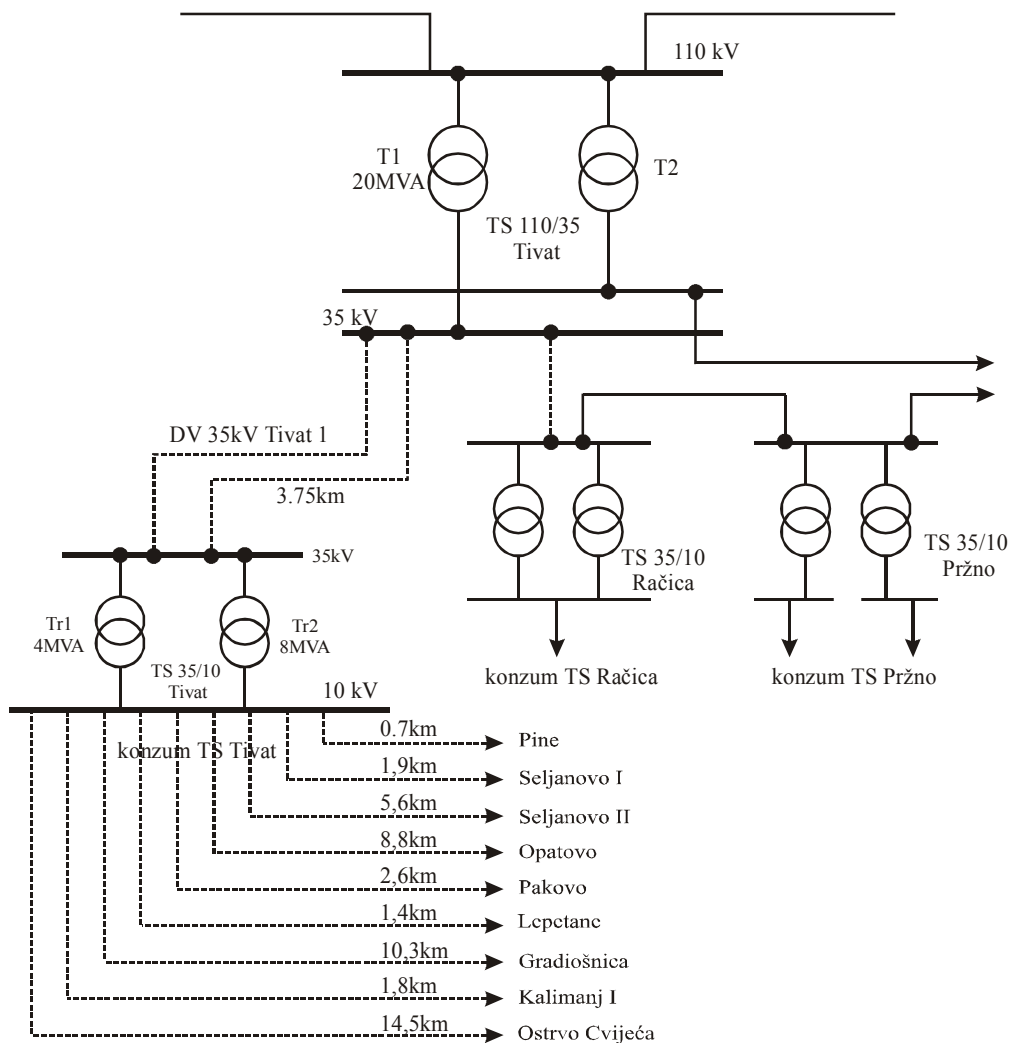 110 kV
T1
20MVA
T2
TS 110/35
Tivat
35 kV
DV 35kV Tivat 1
3.75km
35kV
TS 35/10
Račica
TS 35/10
Pržno
Tr1
4MVA
Tr2
8MVA
TS 35/10
Tivat
10 kV
konzum TS Račica
konzum TS Pržno
konzum TS Tivat
0.7km Pine
1,9km Seljanovo I
5,6km Seljanovo II
8,8km Opatovo
2,6km Pakovo
1,4km Lepetane
10,3km Gradiošnica
1,8km Kalimanj I
14,5km Ostrvo Cvijeća